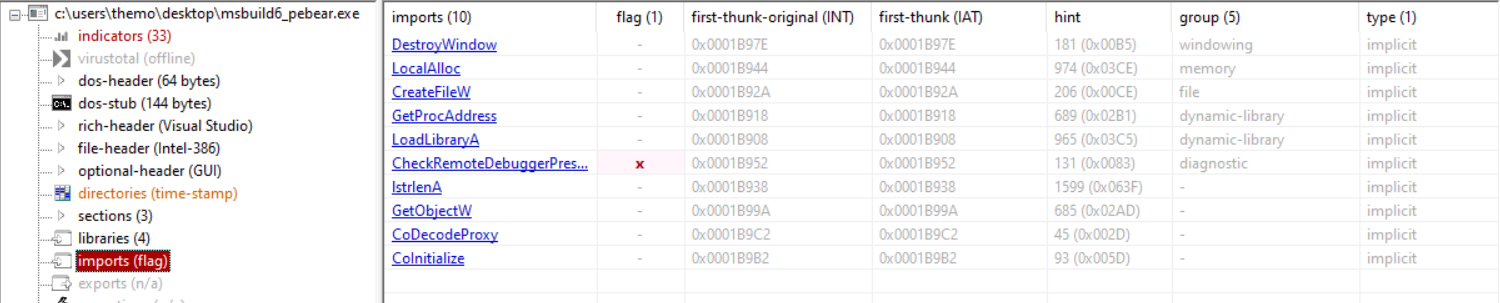 c:\users\themo\desktop\msbuild6_pebear.exe
indicators (33)
virustotal (offline)
dos-header (64 bytes)
dos-stub (144 bytes)
rich-header (Visual Studio)
file-header (Intel-386)
optional-header (GUI)
directories (time-stamp)
sections (3)
libraries (4)
imports (flag)
exports (n/a)
imports (10) flag (1) first-thunk-original (INT) first-thunk (IAT) hint group (5) type (1)
DestroyWindow - 0x0001B97E 0x0001B97E 181 (0x00B5) windowing implicit
LocalAlloc - 0x0001B944 0x0001B944 974 (0x03CE) memory implicit
CreateFileW - 0x0001B92A 0x0001B92A 206 (0x00CE) file implicit
GetProcAddress - 0x0001B918 0x0001B918 689 (0x02B1) dynamic-library implicit
LoadLibraryA - 0x0001B908 0x0001B908 965 (0x03C5) dynamic-library implicit
CheckRemoteDebuggerPres... x 0x0001B952 0x0001B952 131 (0x0083) diagnostic implicit
lstrlenA - 0x0001B938 0x0001B938 1599 (0x063F) - implicit
GetObjectW - 0x0001B99A 0x0001B99A 685 (0x02AD) - implicit
CoDecodeProxy - 0x0001B9C2 0x0001B9C2 45 (0x002D) - implicit
CoInitialize - 0x0001B9B2 0x0001B9B2 93 (0x005D) - implicit